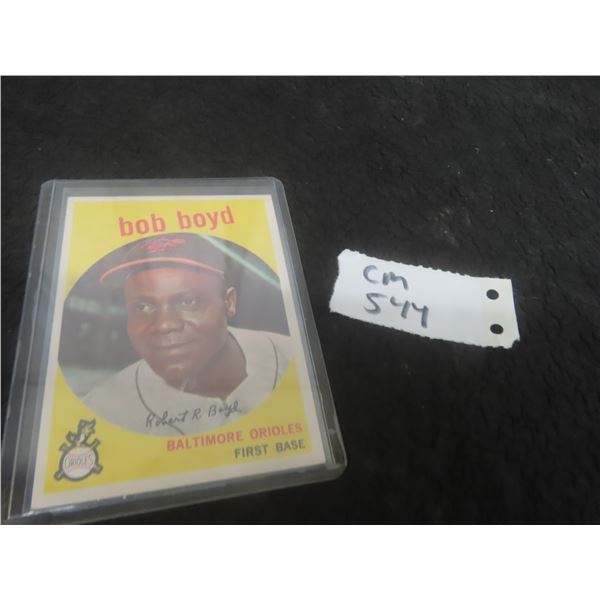 bob boyd
Robert R. Boyd
BALTIMORE ORIOLES
FIRST BASE
ORIOLES
CM
544